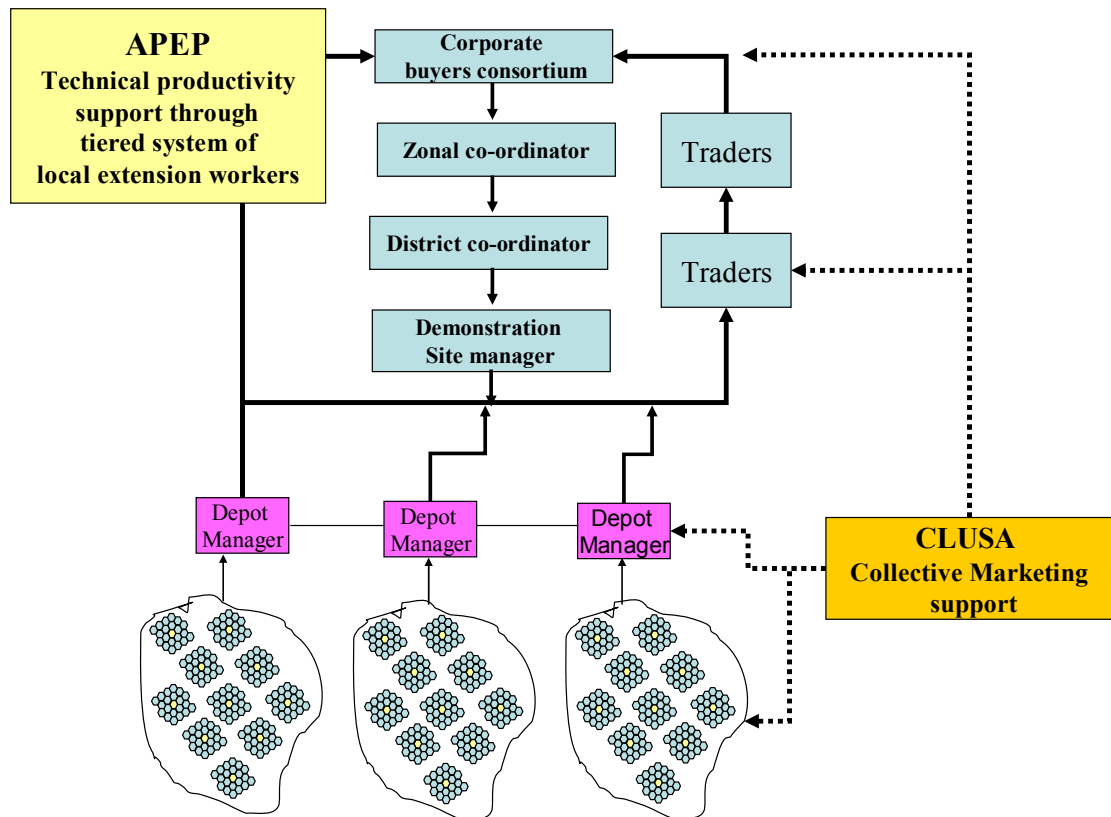 APEP
Technical productivity
support through
tiered system of
local extension workers
Corporate
buyers consortium
Zonal co-ordinator
Traders
District co-ordinator
Traders
Demonstration
Site manager
Depot
Manager
Depot
Manager
Depot
Manager
CLUSA
Collective Marketing
support